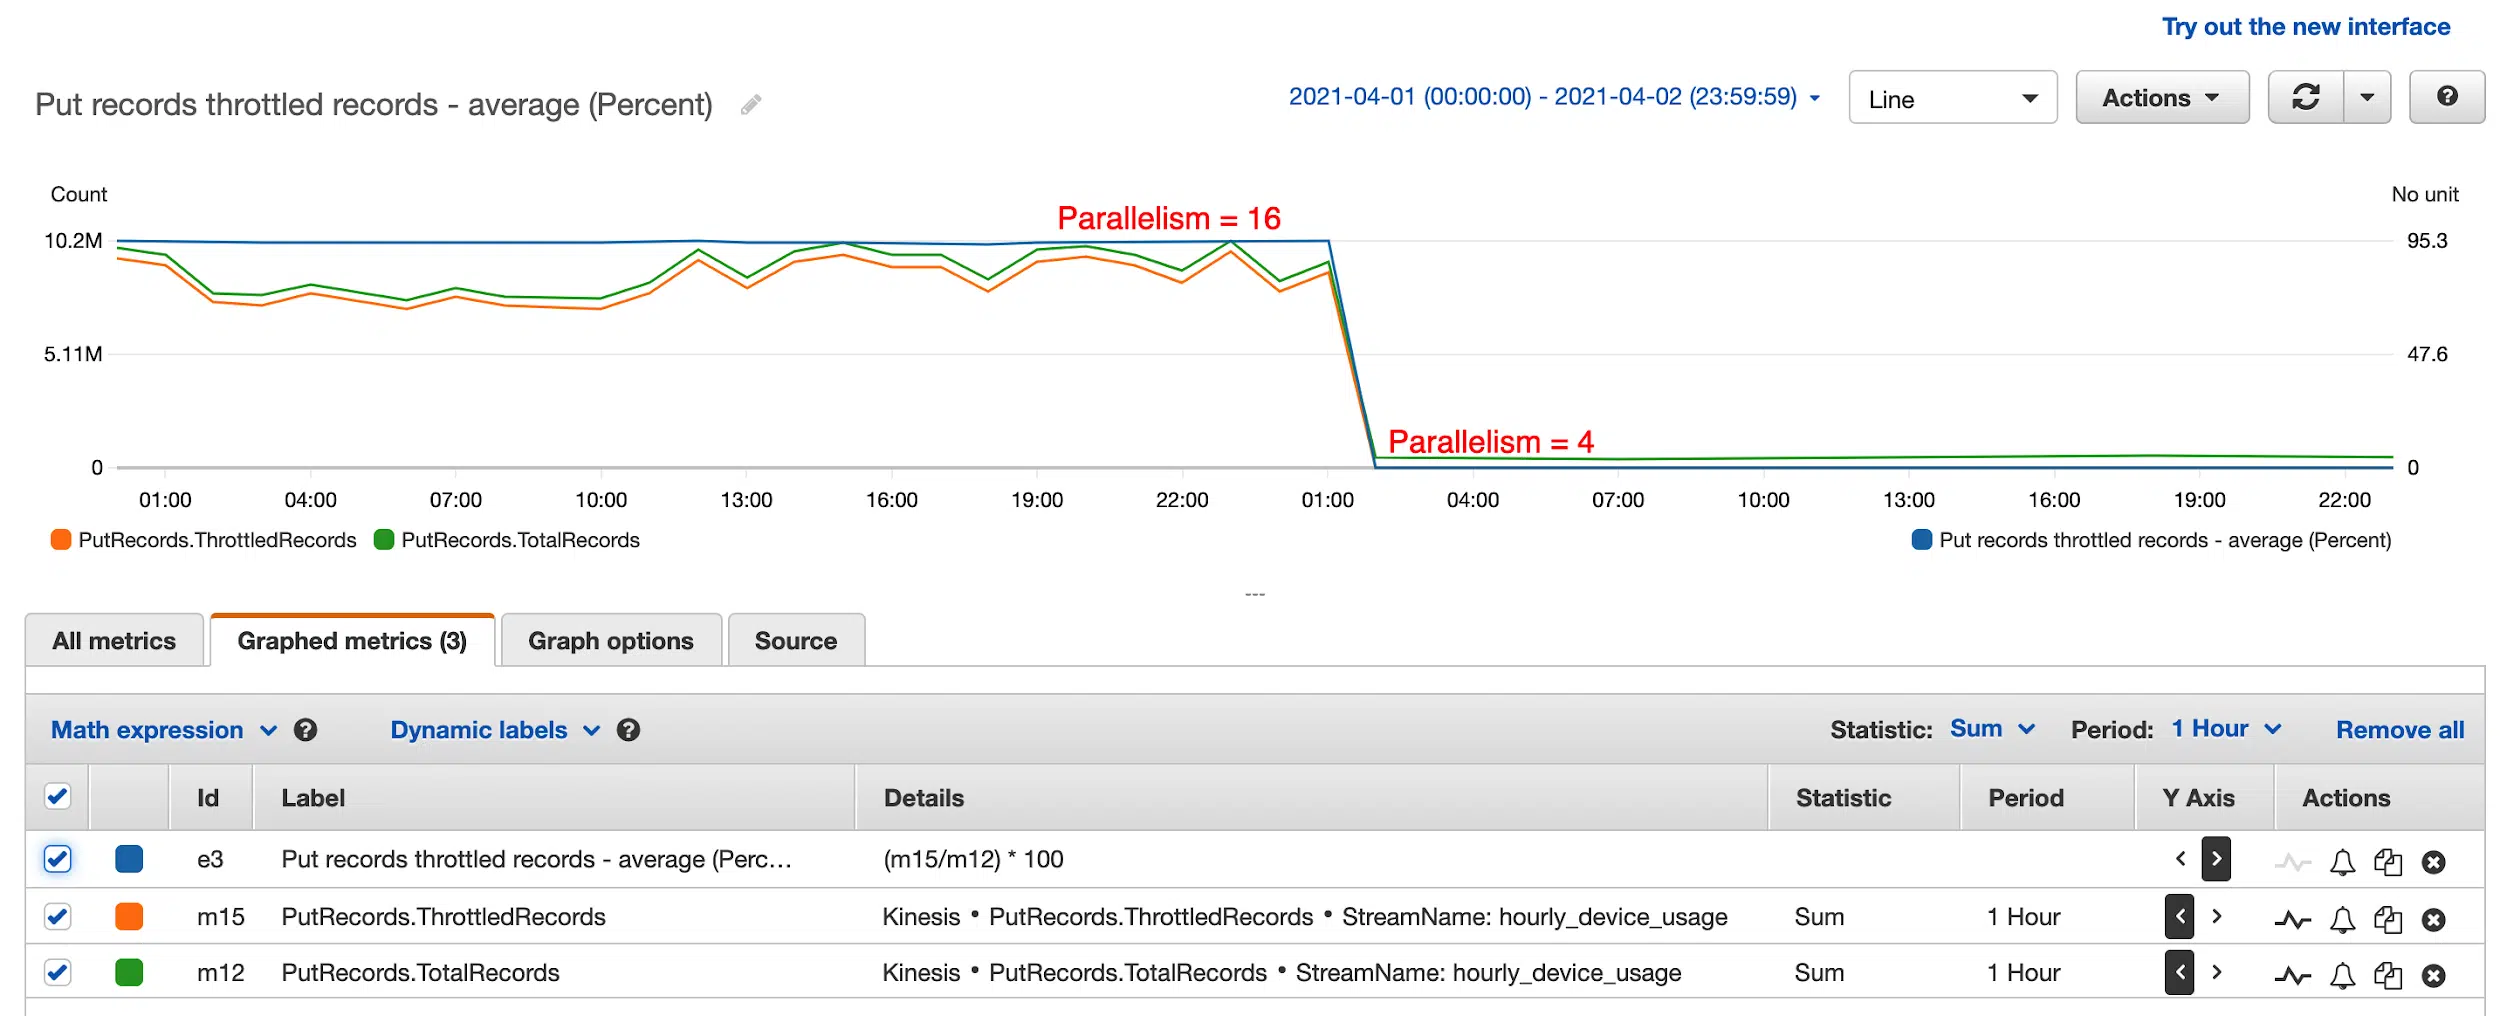 Try out the new interface
Put records throttled records - average (Percent)
2021-04-01 (00:00:00) - 2021-04-02 (23:59:59)
Line
Actions
Count
No unit
Parallelism = 16
10.2M
95.3
5.11M
47.6
Parallelism = 4
0
0
01:00 04:00 07:00 10:00 13:00 16:00 19:00 22:00 01:00 04:00 07:00 10:00 13:00 16:00 19:00 22:00
PutRecords.ThrottledRecords PutRecords.TotalRecords Put records throttled records - average (Percent)
All metrics Graphed metrics (3) Graph options Source
Math expression Dynamic labels Statistic: Sum Period: 1 Hour Remove all
Id Label Details Statistic Period Y Axis Actions
e3 Put records throttled records - average (Perc... (m15/m12) * 100
m15 PutRecords.ThrottledRecords Kinesis • PutRecords.ThrottledRecords • StreamName: hourly_device_usage Sum 1 Hour
m12 PutRecords.TotalRecords Kinesis • PutRecords.TotalRecords • StreamName: hourly_device_usage Sum 1 Hour